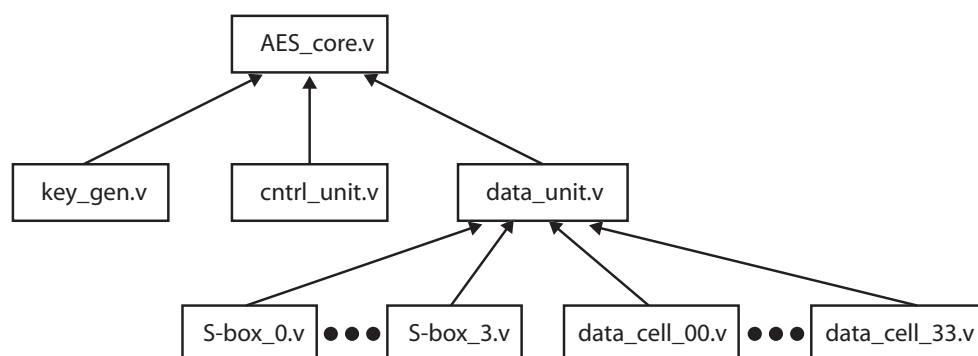 AES_core.v
key_gen.v
cntrl_unit.v
data_unit.v
S-box_0.v
S-box_3.v
data_cell_00.v
data_cell_33.v